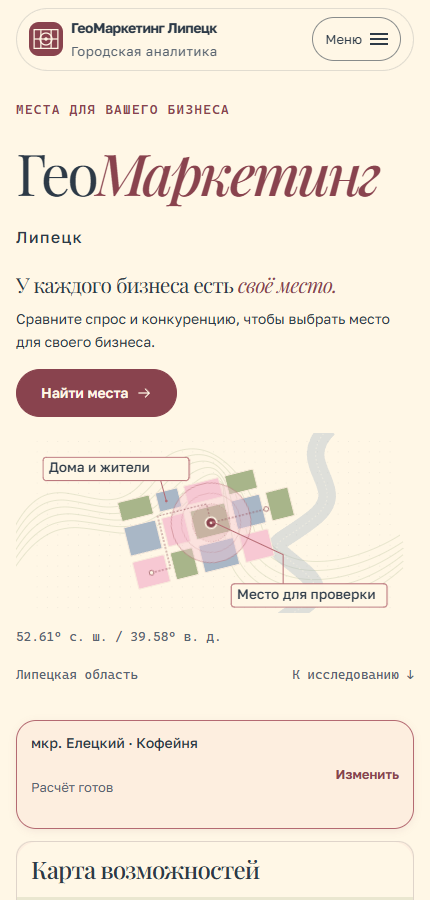 ГеоМаркетинг Липецк
Городская аналитика
Меню
МЕСТА ДЛЯ ВАШЕГО БИЗНЕСА
ГеоМаркетинг
Липецк
У каждого бизнеса есть своё место.
Сравните спрос и конкуренцию, чтобы выбрать место
для своего бизнеса.
Найти места →
Дома и жители
Место для проверки
52.61° с. ш. / 39.58° в. д.
Липецкая область
К исследованию ↓
мкр. Елецкий · Кофейня
Изменить
Расчёт готов
Карта возможностей